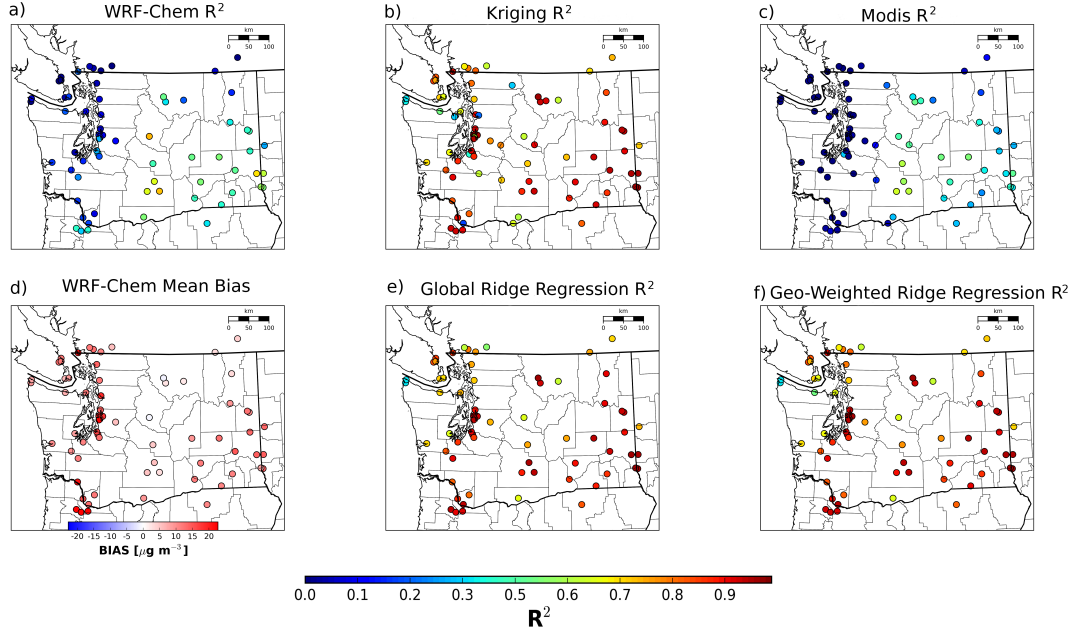 a) WRF-Chem R²
km
0 50 100
b) Kriging R²
km
0 50 100
c) Modis R²
km
0 50 100
d) WRF-Chem Mean Bias
km
0 50 100
-20 -15 -10 -5 0 5 10 15 20
BIAS [μg m⁻³]
e) Global Ridge Regression R²
km
0 50 100
f) Geo-Weighted Ridge Regression R²
km
0 50 100
0.0 0.1 0.2 0.3 0.4 0.5 0.6 0.7 0.8 0.9
R²